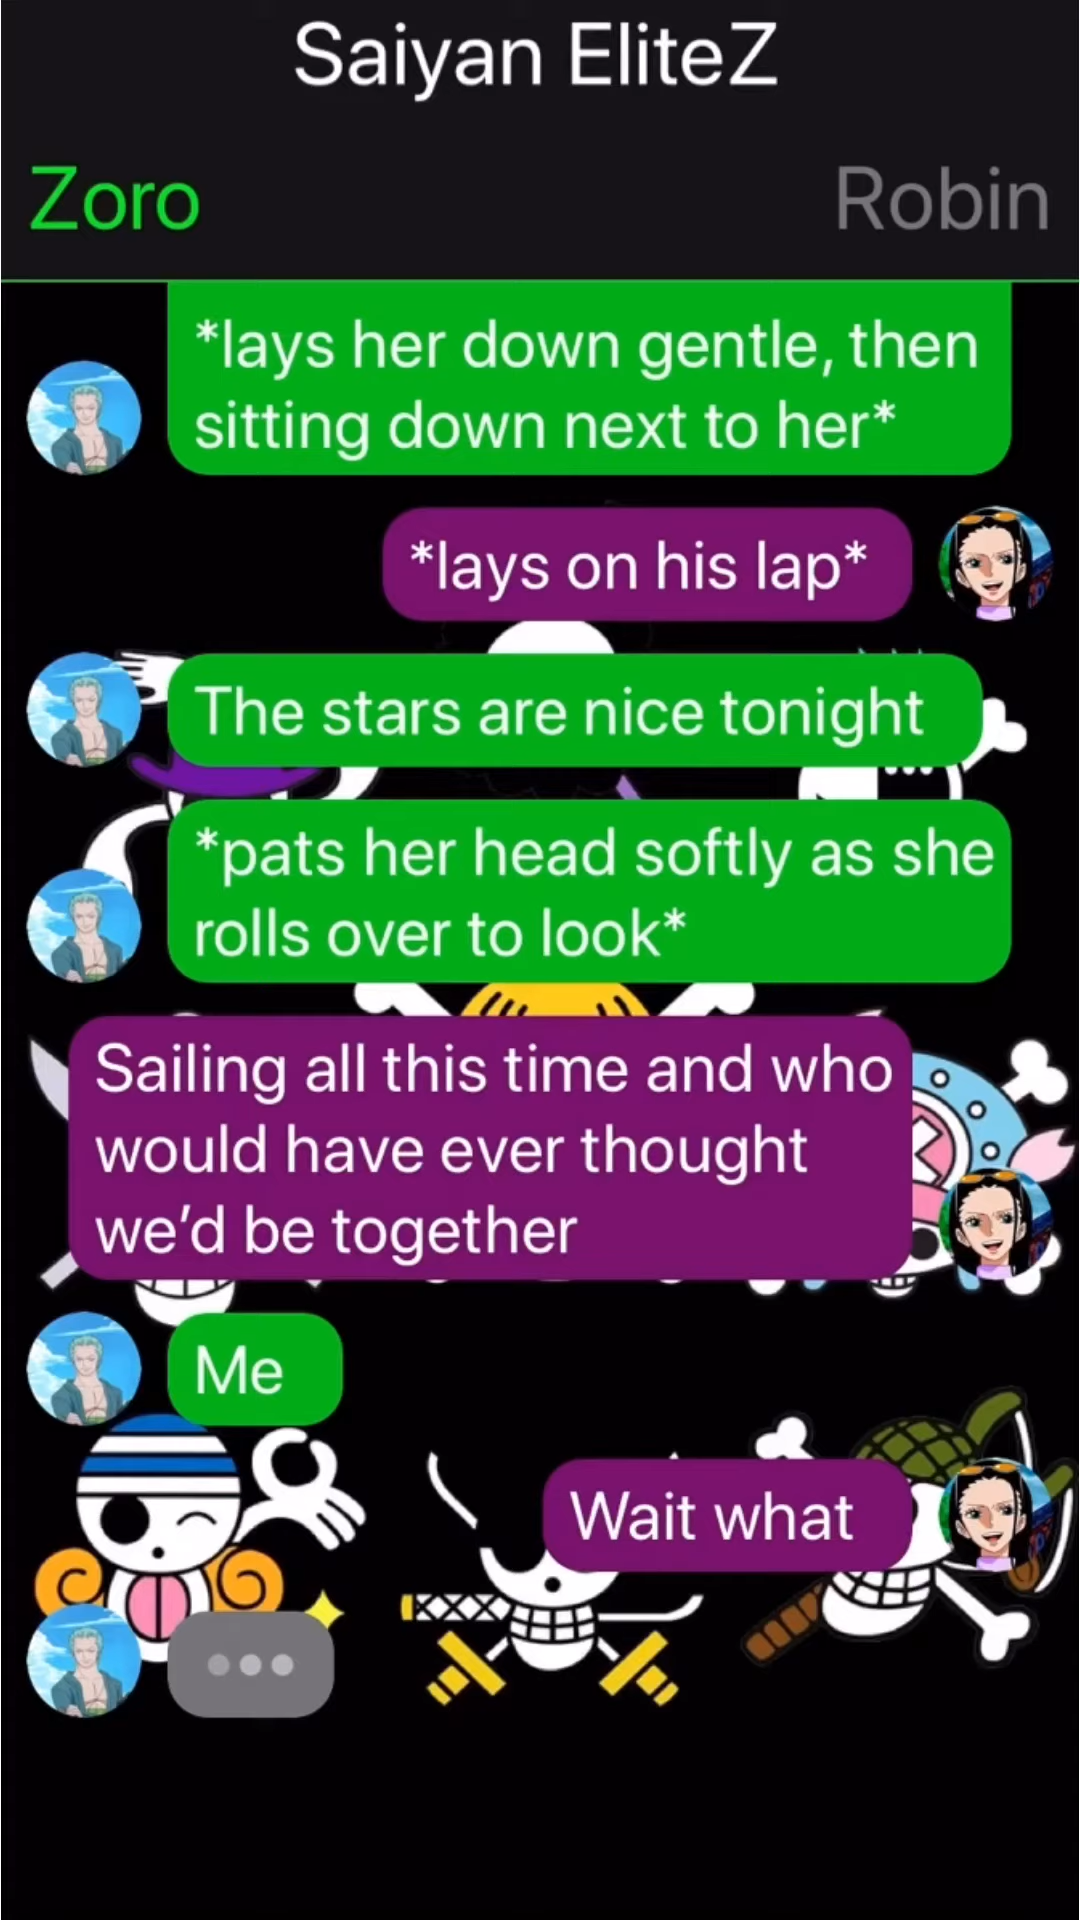 Saiyan EliteZ
Zoro
Robin
*lays her down gentle, then
sitting down next to her*
*lays on his lap*
The stars are nice tonight
*pats her head softly as she
rolls over to look*
Sailing all this time and who
would have ever thought
we’d be together
Me
Wait what